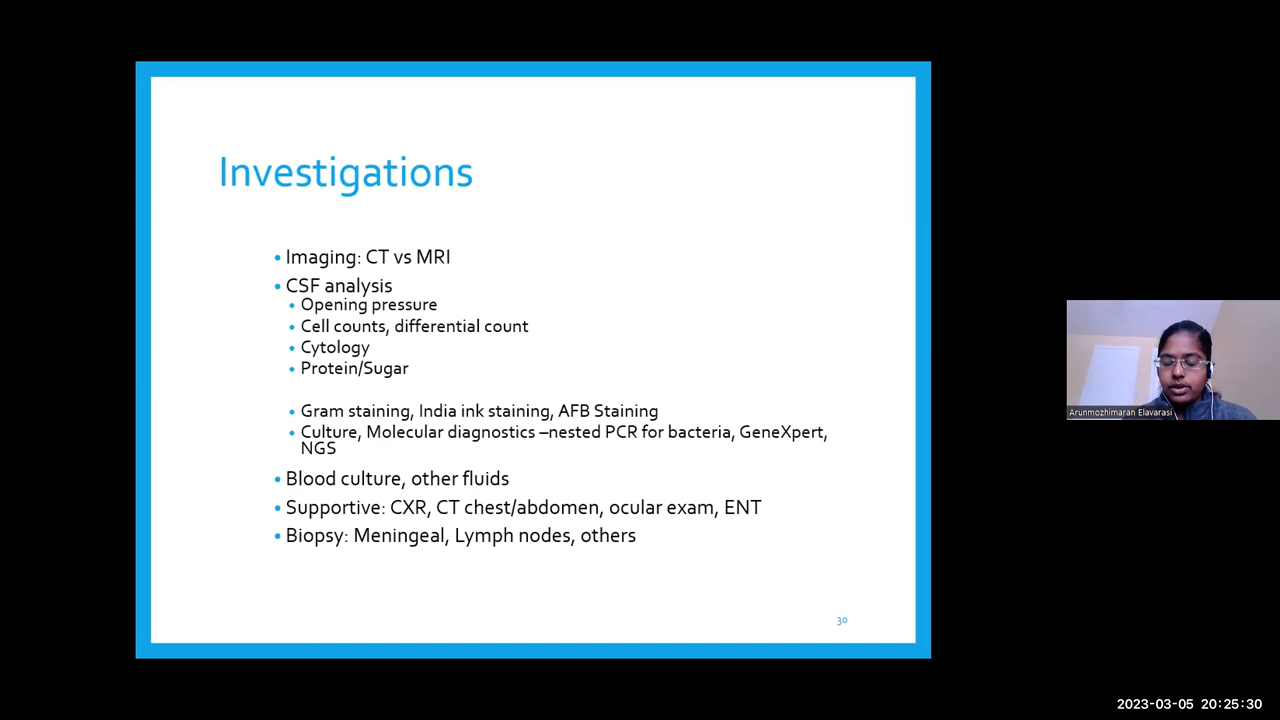 Investigations
• Imaging: CT vs MRI
• CSF analysis
• Opening pressure
• Cell counts, differential count
• Cytology
• Protein/Sugar
• Gram staining, India ink staining, AFB Staining
• Culture, Molecular diagnostics –nested PCR for bacteria, GeneXpert,
NGS
• Blood culture, other fluids
• Supportive: CXR, CT chest/abdomen, ocular exam, ENT
• Biopsy: Meningeal, Lymph nodes, others
30
Arunmozhimaran Elavarasi
2023-03-05 20:25:30